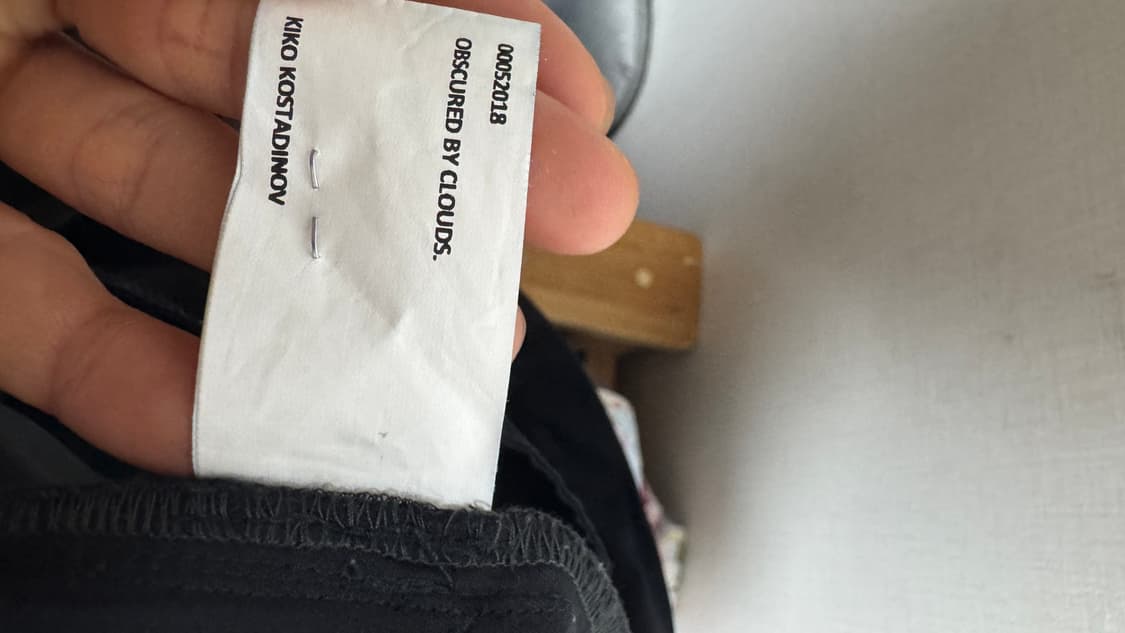 00052018
OBSCURED BY CLOUDS.
KIKO KOSTADINOV